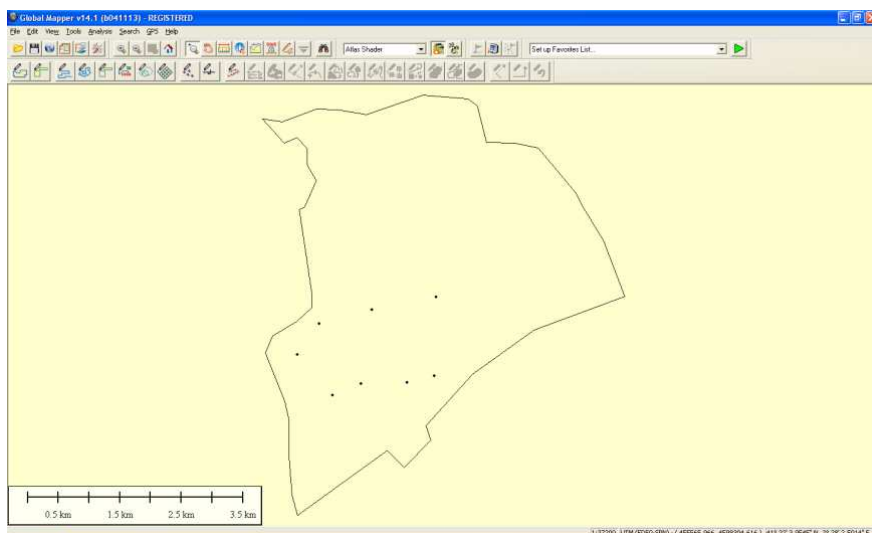 Global Mapper v14.1 (b041113) - REGISTERED
File Edit View Tools Analysis Search GPS Help
Atlas Shader
Set up Favorites List...
0.5 km 1.5 km 2.5 km 3.5 km